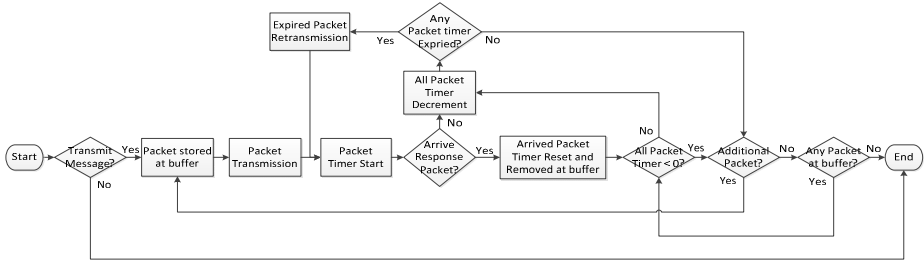 Expired Packet
Retransmission
Yes
Any
Packet timer
Expried?
No
All Packet
Timer
Decrement
No
No
Start
Transmit
Message?
Yes
No
Packet stored
at buffer
Packet
Transmission
Packet
Timer Start
Arrive
Response
Packet?
Yes
Arrived Packet
Timer Reset and
Removed at buffer
All Packet
Timer < 0?
Yes
Additional
Packet?
No
Yes
Any Packet
at buffer?
No
Yes
End